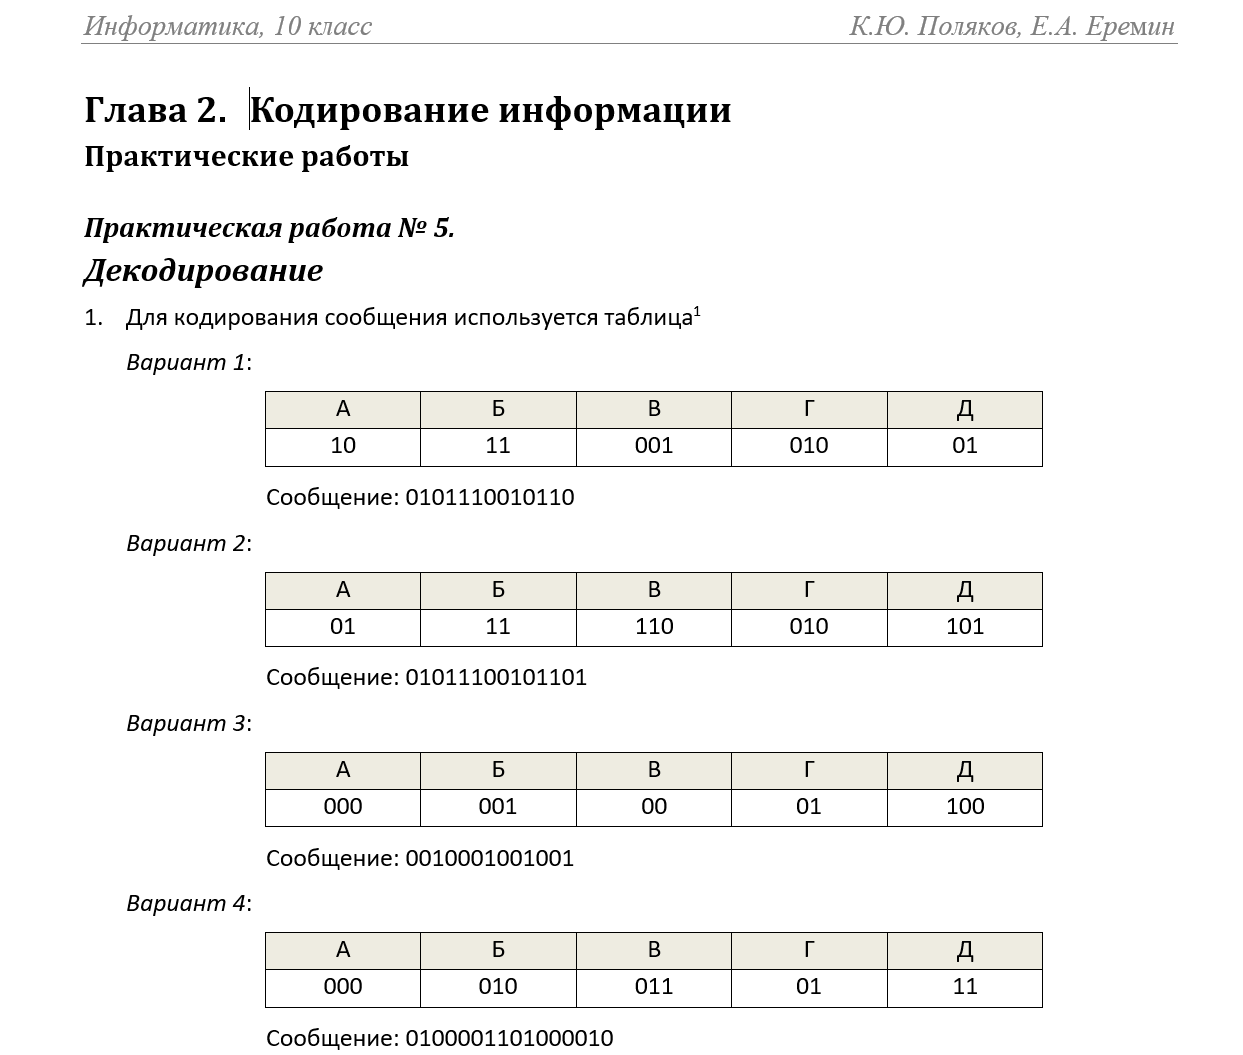 Информатика, 10 класс К.Ю. Поляков, Е.А. Еремин
Глава 2. Кодирование информации
Практические работы
Практическая работа № 5.
Декодирование
1. Для кодирования сообщения используется таблица1
Вариант 1:
А Б В Г Д
10 11 001 010 01
Сообщение: 0101110010110
Вариант 2:
А Б В Г Д
01 11 110 010 101
Сообщение: 01011100101101
Вариант 3:
А Б В Г Д
000 001 00 01 100
Сообщение: 0010001001001
Вариант 4:
А Б В Г Д
000 010 011 01 11
Сообщение: 0100001101000010